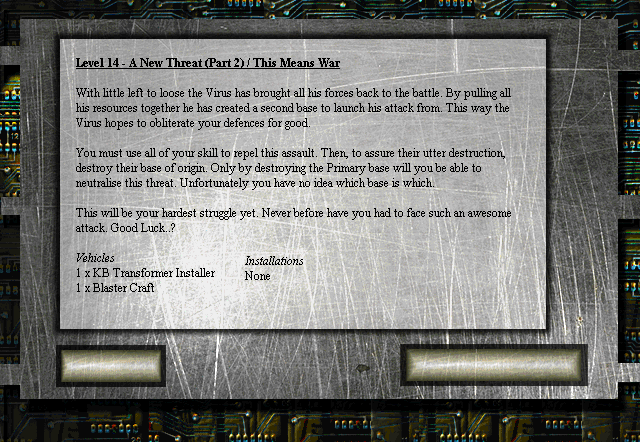 Level 14 - A New Threat (Part 2) / This Means War
With little left to loose the Virus has brought all his forces back to the battle. By pulling all
his resources together he has created a second base to launch his attack from. This way the
Virus hopes to obliterate your defences for good.
You must use all of your skill to repel this assault. Then, to assure their utter destruction,
destroy their base of origin. Only by destroying the Primary base will you be able to
neutralise this threat. Unfortunately you have no idea which base is which.
This will be your hardest struggle yet. Never before have you had to face such an awesome
attack. Good Luck..?
Vehicles
1 x KB Transformer Installer
1 x Blaster Craft
Installations
None